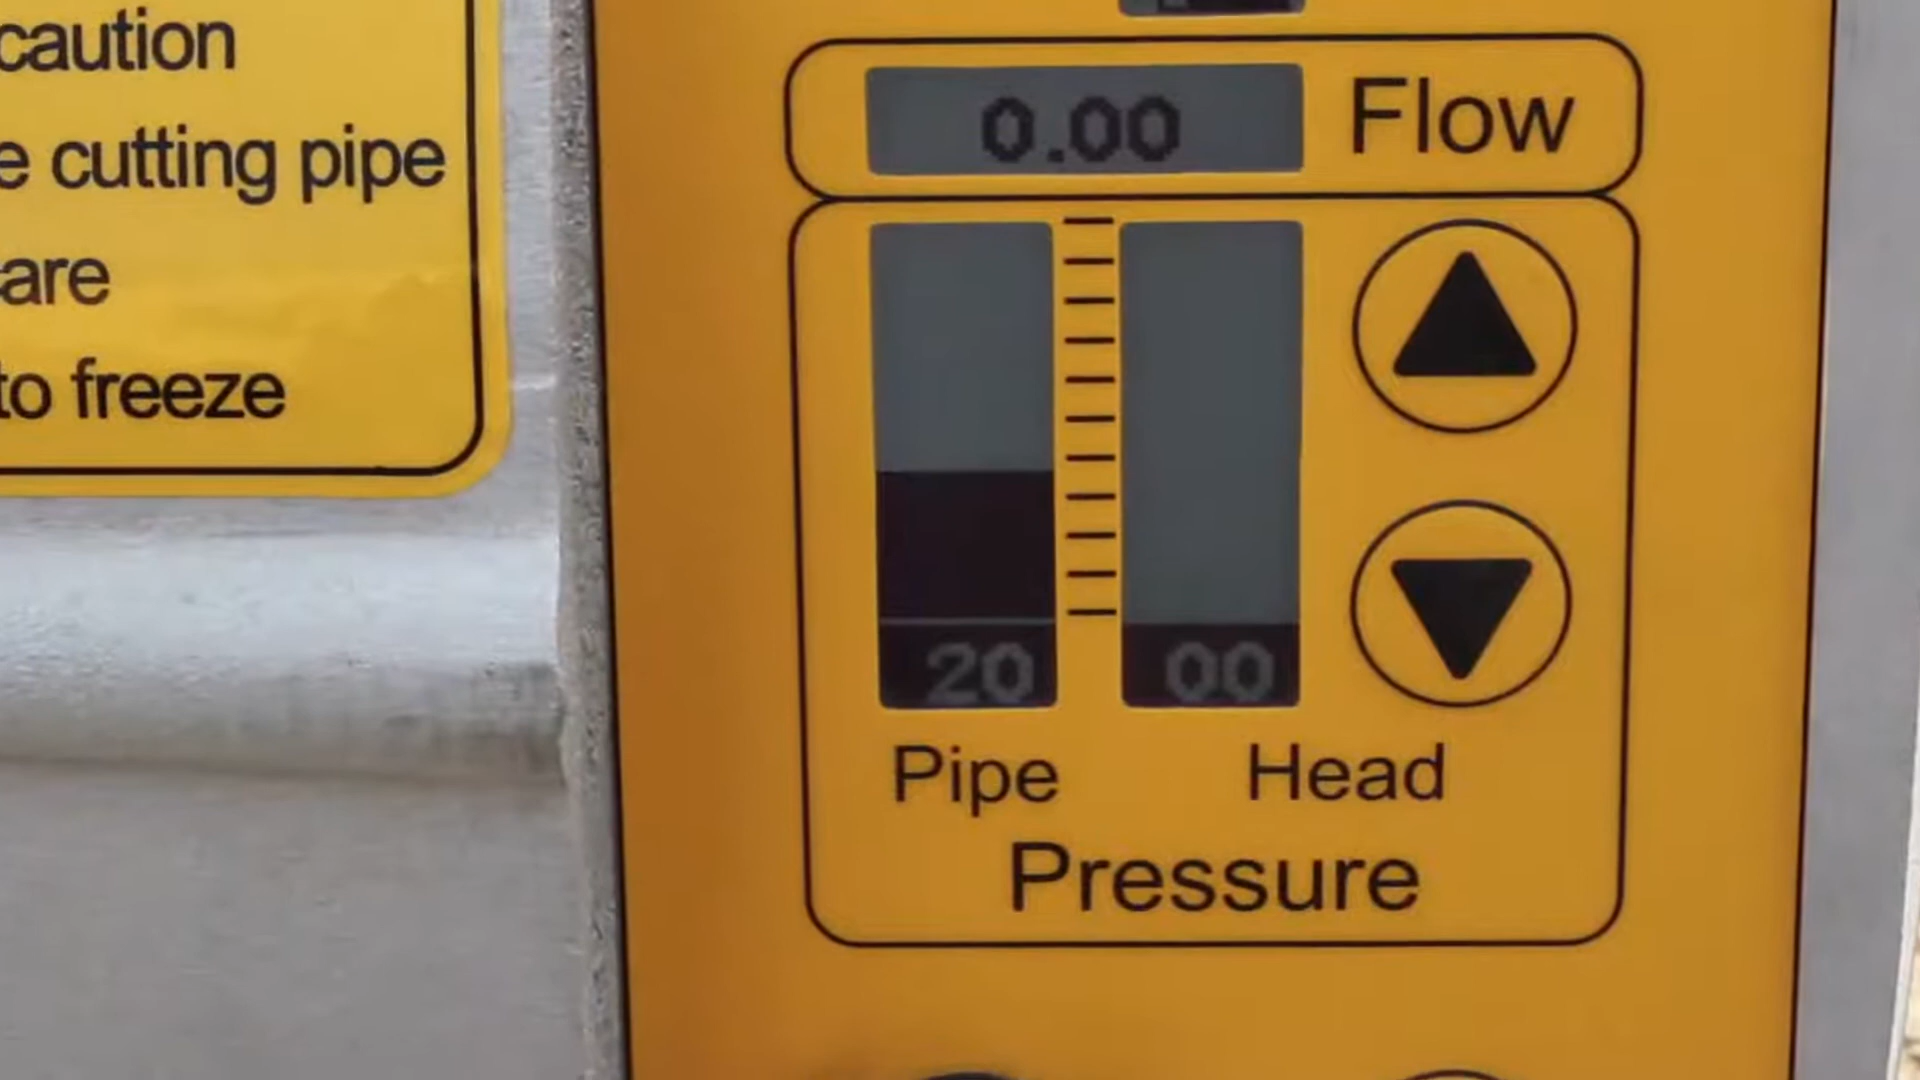 caution
e cutting pipe
are
to freeze
0.00 Flow
20 00
Pipe Head
Pressure